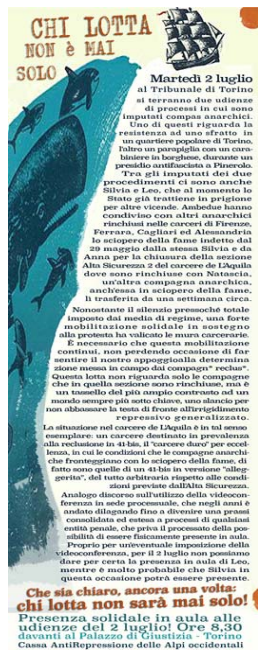 CHI LOTTA
NON è MAI
SOLO
Martedì 2 luglio
al Tribunale di Torino
si terranno due udienze
di processi in cui sono
imputati compas anarchici.
Uno di questi riguarda la
resistenza ad uno sfratto in
un quartiere popolare di Torino,
l'altro un parapiglia con un cara-
biniere in borghese, durante un
presidio antifascista a Pinerolo.
Tra gli imputati dei due
procedimenti ci sono anche
Silvia e Leo, che al momento lo
Stato già trattiene in prigione
per altre vicende. Ambedue hanno
condiviso con altri anarchici
rinchiusi nelle carceri di Firenze,
Ferrara, Cagliari ed Alessandria
lo sciopero della fame indetto dal
29 maggio dalla stessa Silvia e da
Anna per la chiusura della sezione
Alta Sicurezza 2 del carcere de L'Aquila
dove sono rinchiuse con Natascia,
un'altra compagna anarchica,
anch'essa in sciopero della fame,
lì trasferita da una settimana circa.
Nonostante il silenzio pressoché totale
imposto dai media di regime, una forte
mobilitazione solidale in sostegno
alla protesta ha valicato le mura carcerarie.
È necessario che questa mobilitazione
continui, non perdendo occasione di far
sentire il nostro appoggioalla determina
zione messa in campo dai compagn* reclus*.
Questa lotta non riguarda solo le compagne
che in quella sezione sono rinchiuse, ma è
un tassello del più ampio contrasto ad un
mondo sempre più sotto chiave, uno slancio per
non abbassare la testa di fronte all'irrigidimento
repressivo generalizzato.
La situazione nel carcere de L'Aquila è in tal senso
esemplare: un carcere destinato in prevalenza
alla reclusione in 41-bis, il "carcere duro" per eccel-
lenza, in cui le condizioni che le compagne anarchi-
che fronteggiano con lo sciopero della fame, di
fatto sono quelle di un 41-bis in versione "alleg-
gerita", del tutto arbitraria rispetto alle condi-
zioni previste dall'Alta Sicurezza.
Analogo discorso sull'utilizzo della videocon-
ferenza in sede processuale, che negli anni è
andato dilagando fino a divenire una prassi
consolidata ed estesa a processi di qualsiasi
entità penale, che priva il processato della pos-
sibilità di essere fisicamente presente in aula.
Proprio per un'eventuale imposizione della
videoconferenza, per il 2 luglio non possiamo
dare per certa la presenza in aula di Leo,
mentre è molto probabile che Silvia in
questa occasione potrà essere presente.
Che sia chiaro, ancora una volta:
chi lotta non sarà mai solo!
Presenza solidale in aula alle
udienze del 2 luglio! Ore 8,30
davanti al Palazzo di Giustizia - Torino
Cassa AntiRepressione delle Alpi occidentali